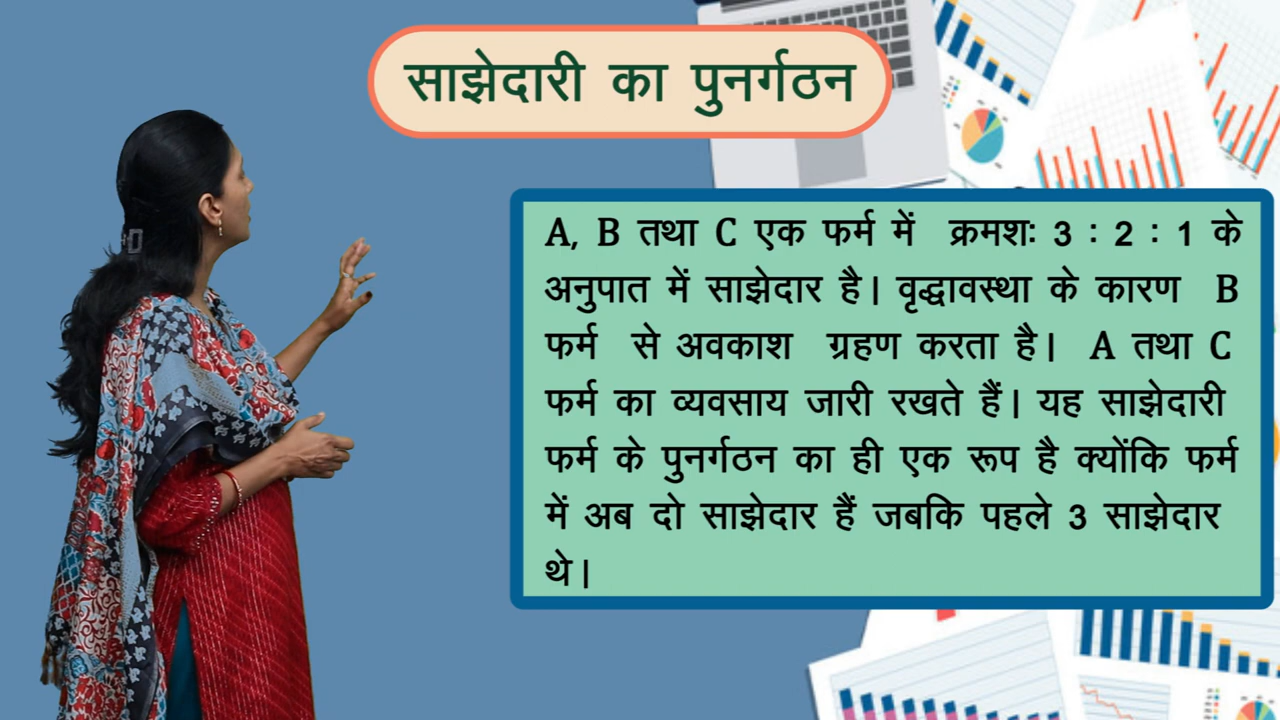 साझेदारी का पुनर्गठन
A, B तथा C एक फर्म में क्रमशः 3 : 2 : 1 के
अनुपात में साझेदार है। वृद्धावस्था के कारण B
फर्म से अवकाश ग्रहण करता है। A तथा C
फर्म का व्यवसाय जारी रखते हैं। यह साझेदारी
फर्म के पुनर्गठन का ही एक रूप है क्योंकि फर्म
में अब दो साझेदार हैं जबकि पहले 3 साझेदार
थे।